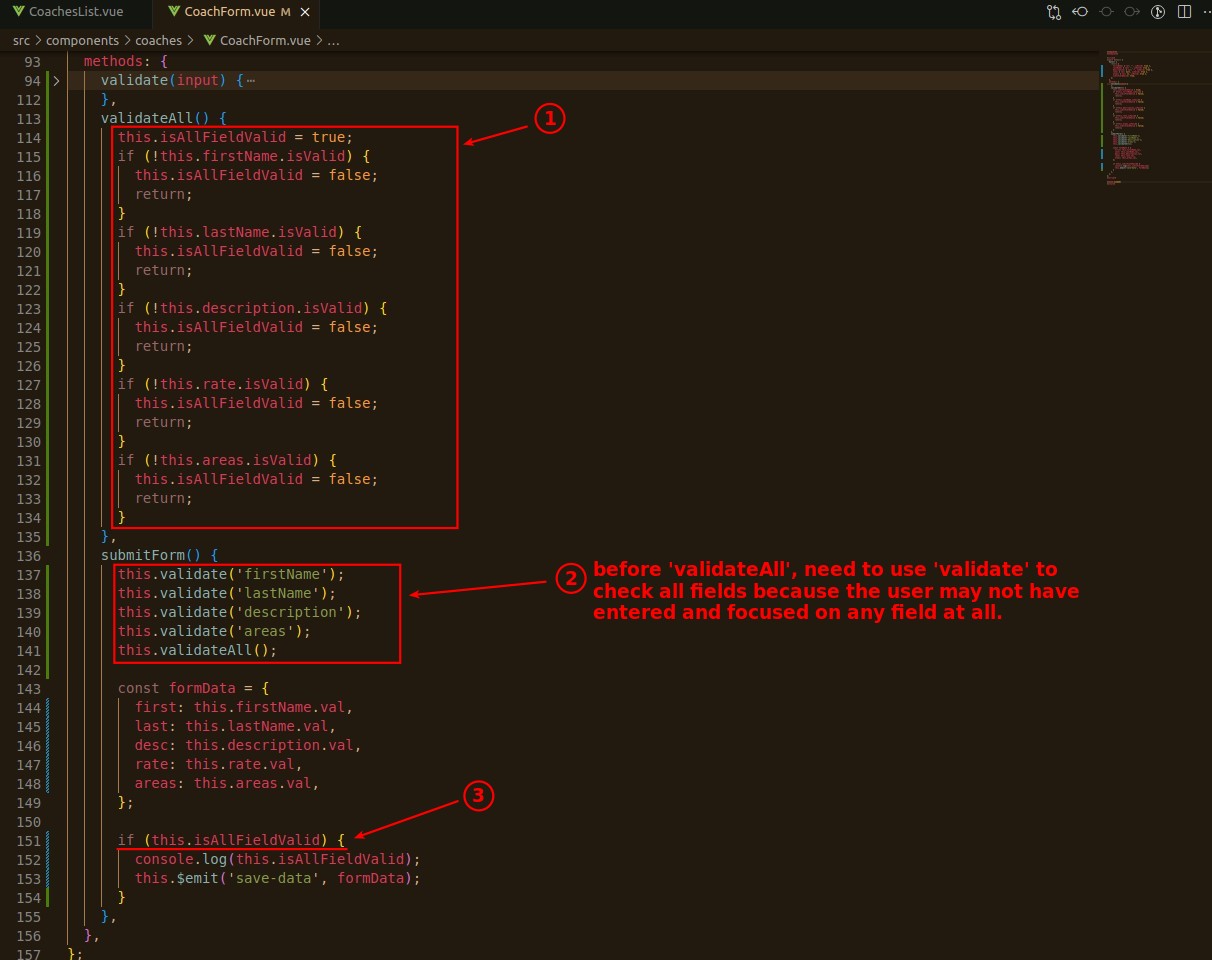 CoachesList.vue
CoachForm.vue M
src > components > coaches > CoachForm.vue > ...
93 methods: {
94 validate(input) {…
112 },
113 validateAll() {
114 this.isAllFieldValid = true;
115 if (!this.firstName.isValid) {
116 this.isAllFieldValid = false;
117 return;
118 }
119 if (!this.lastName.isValid) {
120 this.isAllFieldValid = false;
121 return;
122 }
123 if (!this.description.isValid) {
124 this.isAllFieldValid = false;
125 return;
126 }
127 if (!this.rate.isValid) {
128 this.isAllFieldValid = false;
129 return;
130 }
131 if (!this.areas.isValid) {
132 this.isAllFieldValid = false;
133 return;
134 }
135 },
136 submitForm() {
137 this.validate('firstName');
138 this.validate('lastName');
139 this.validate('description');
140 this.validate('areas');
141 this.validateAll();
142
143 const formData = {
144 first: this.firstName.val,
145 last: this.lastName.val,
146 desc: this.description.val,
147 rate: this.rate.val,
148 areas: this.areas.val,
149 };
150
151 if (this.isAllFieldValid) {
152 console.log(this.isAllFieldValid);
153 this.$emit('save-data', formData);
154 }
155 },
156 },
157 };
1
2
before 'validateAll', need to use 'validate' to
check all fields because the user may not have
entered and focused on any field at all.
3